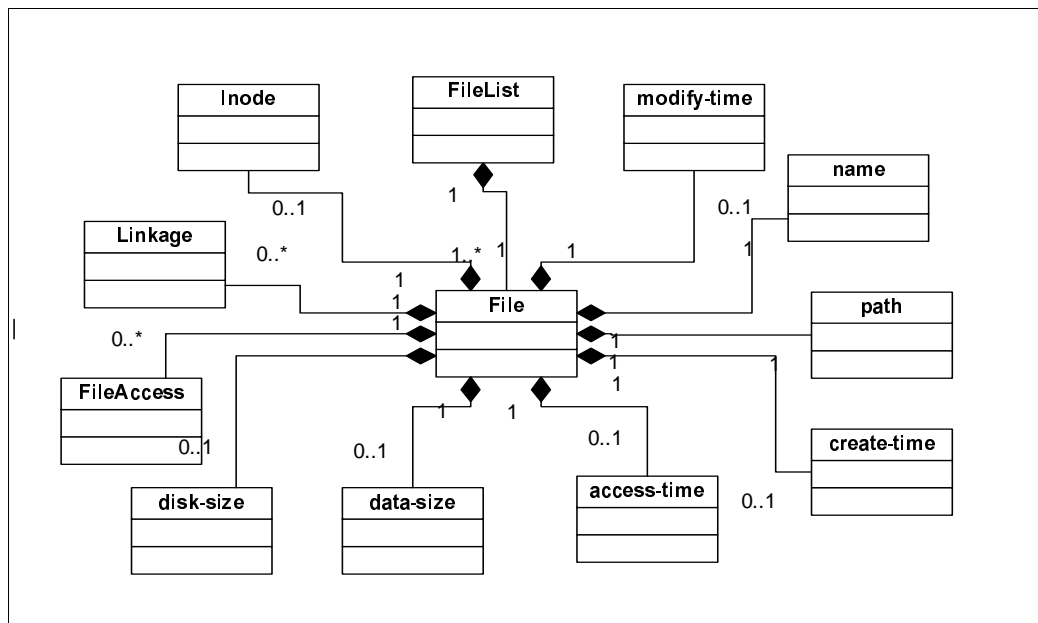 Inode
FileList
modify-time
name
1
0..1
0..1
Linkage
0..*
1..*
1
1
1
1
File
path
1
1
0..*
1
1
1
1
FileAccess
1
1
0..1
0..1
0..1
create-time
disk-size
data-size
access-time
0..1